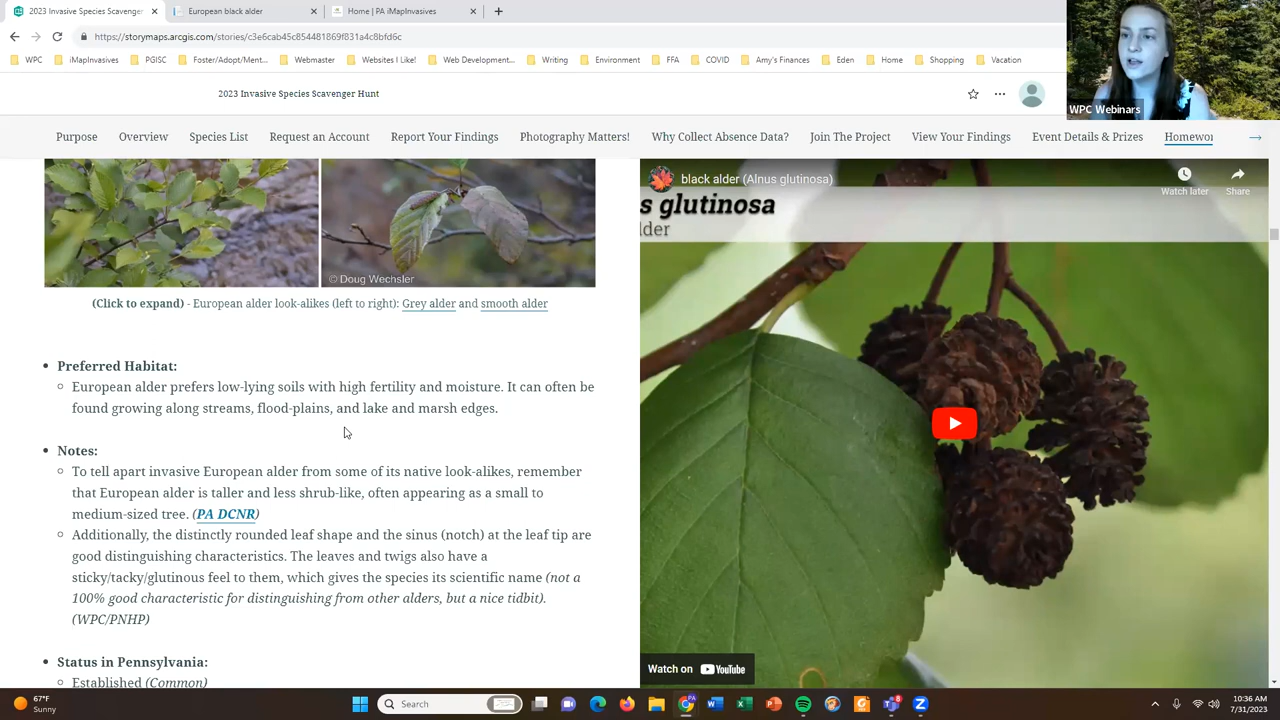 2023 Invasive Species Scavenger
European black alder
Home | PA iMapInvasives
https://storymaps.arcgis.com/stories/c3e6cab45c854481869f831a4c8bfd6c
WPC iMapInvasives PGISC Foster/Adopt/Ment... Webmaster Websites I Like! Web Development... Writing Environment FFA COVID Amy's Finances Eden Home Shopping Vacation
WPC Webinars
2023 Invasive Species Scavenger Hunt
Purpose Overview Species List Request an Account Report Your Findings Photography Matters! Why Collect Absence Data? Join The Project View Your Findings Event Details & Prizes Homewor
© Doug Wechsler
(Click to expand) - European alder look-alikes (left to right): Grey alder and smooth alder
• Preferred Habitat:
European alder prefers low-lying soils with high fertility and moisture. It can often be
found growing along streams, flood-plains, and lake and marsh edges.
• Notes:
To tell apart invasive European alder from some of its native look-alikes, remember
that European alder is taller and less shrub-like, often appearing as a small to
medium-sized tree. (PA DCNR)
Additionally, the distinctly rounded leaf shape and the sinus (notch) at the leaf tip are
good distinguishing characteristics. The leaves and twigs also have a
sticky/tacky/glutinous feel to them, which gives the species its scientific name (not a
100% good characteristic for distinguishing from other alders, but a nice tidbit).
(WPC/PNHP)
• Status in Pennsylvania:
Established (Common)
black alder (Alnus glutinosa)
Watch later
Share
s glutinosa
lder
Watch on YouTube
67°F
Sunny
Search
10:36 AM
7/31/2023